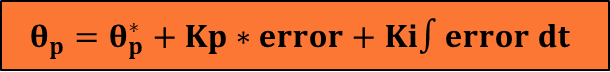 θₚ = θₚ* + Kp * error + Ki∫ error dt